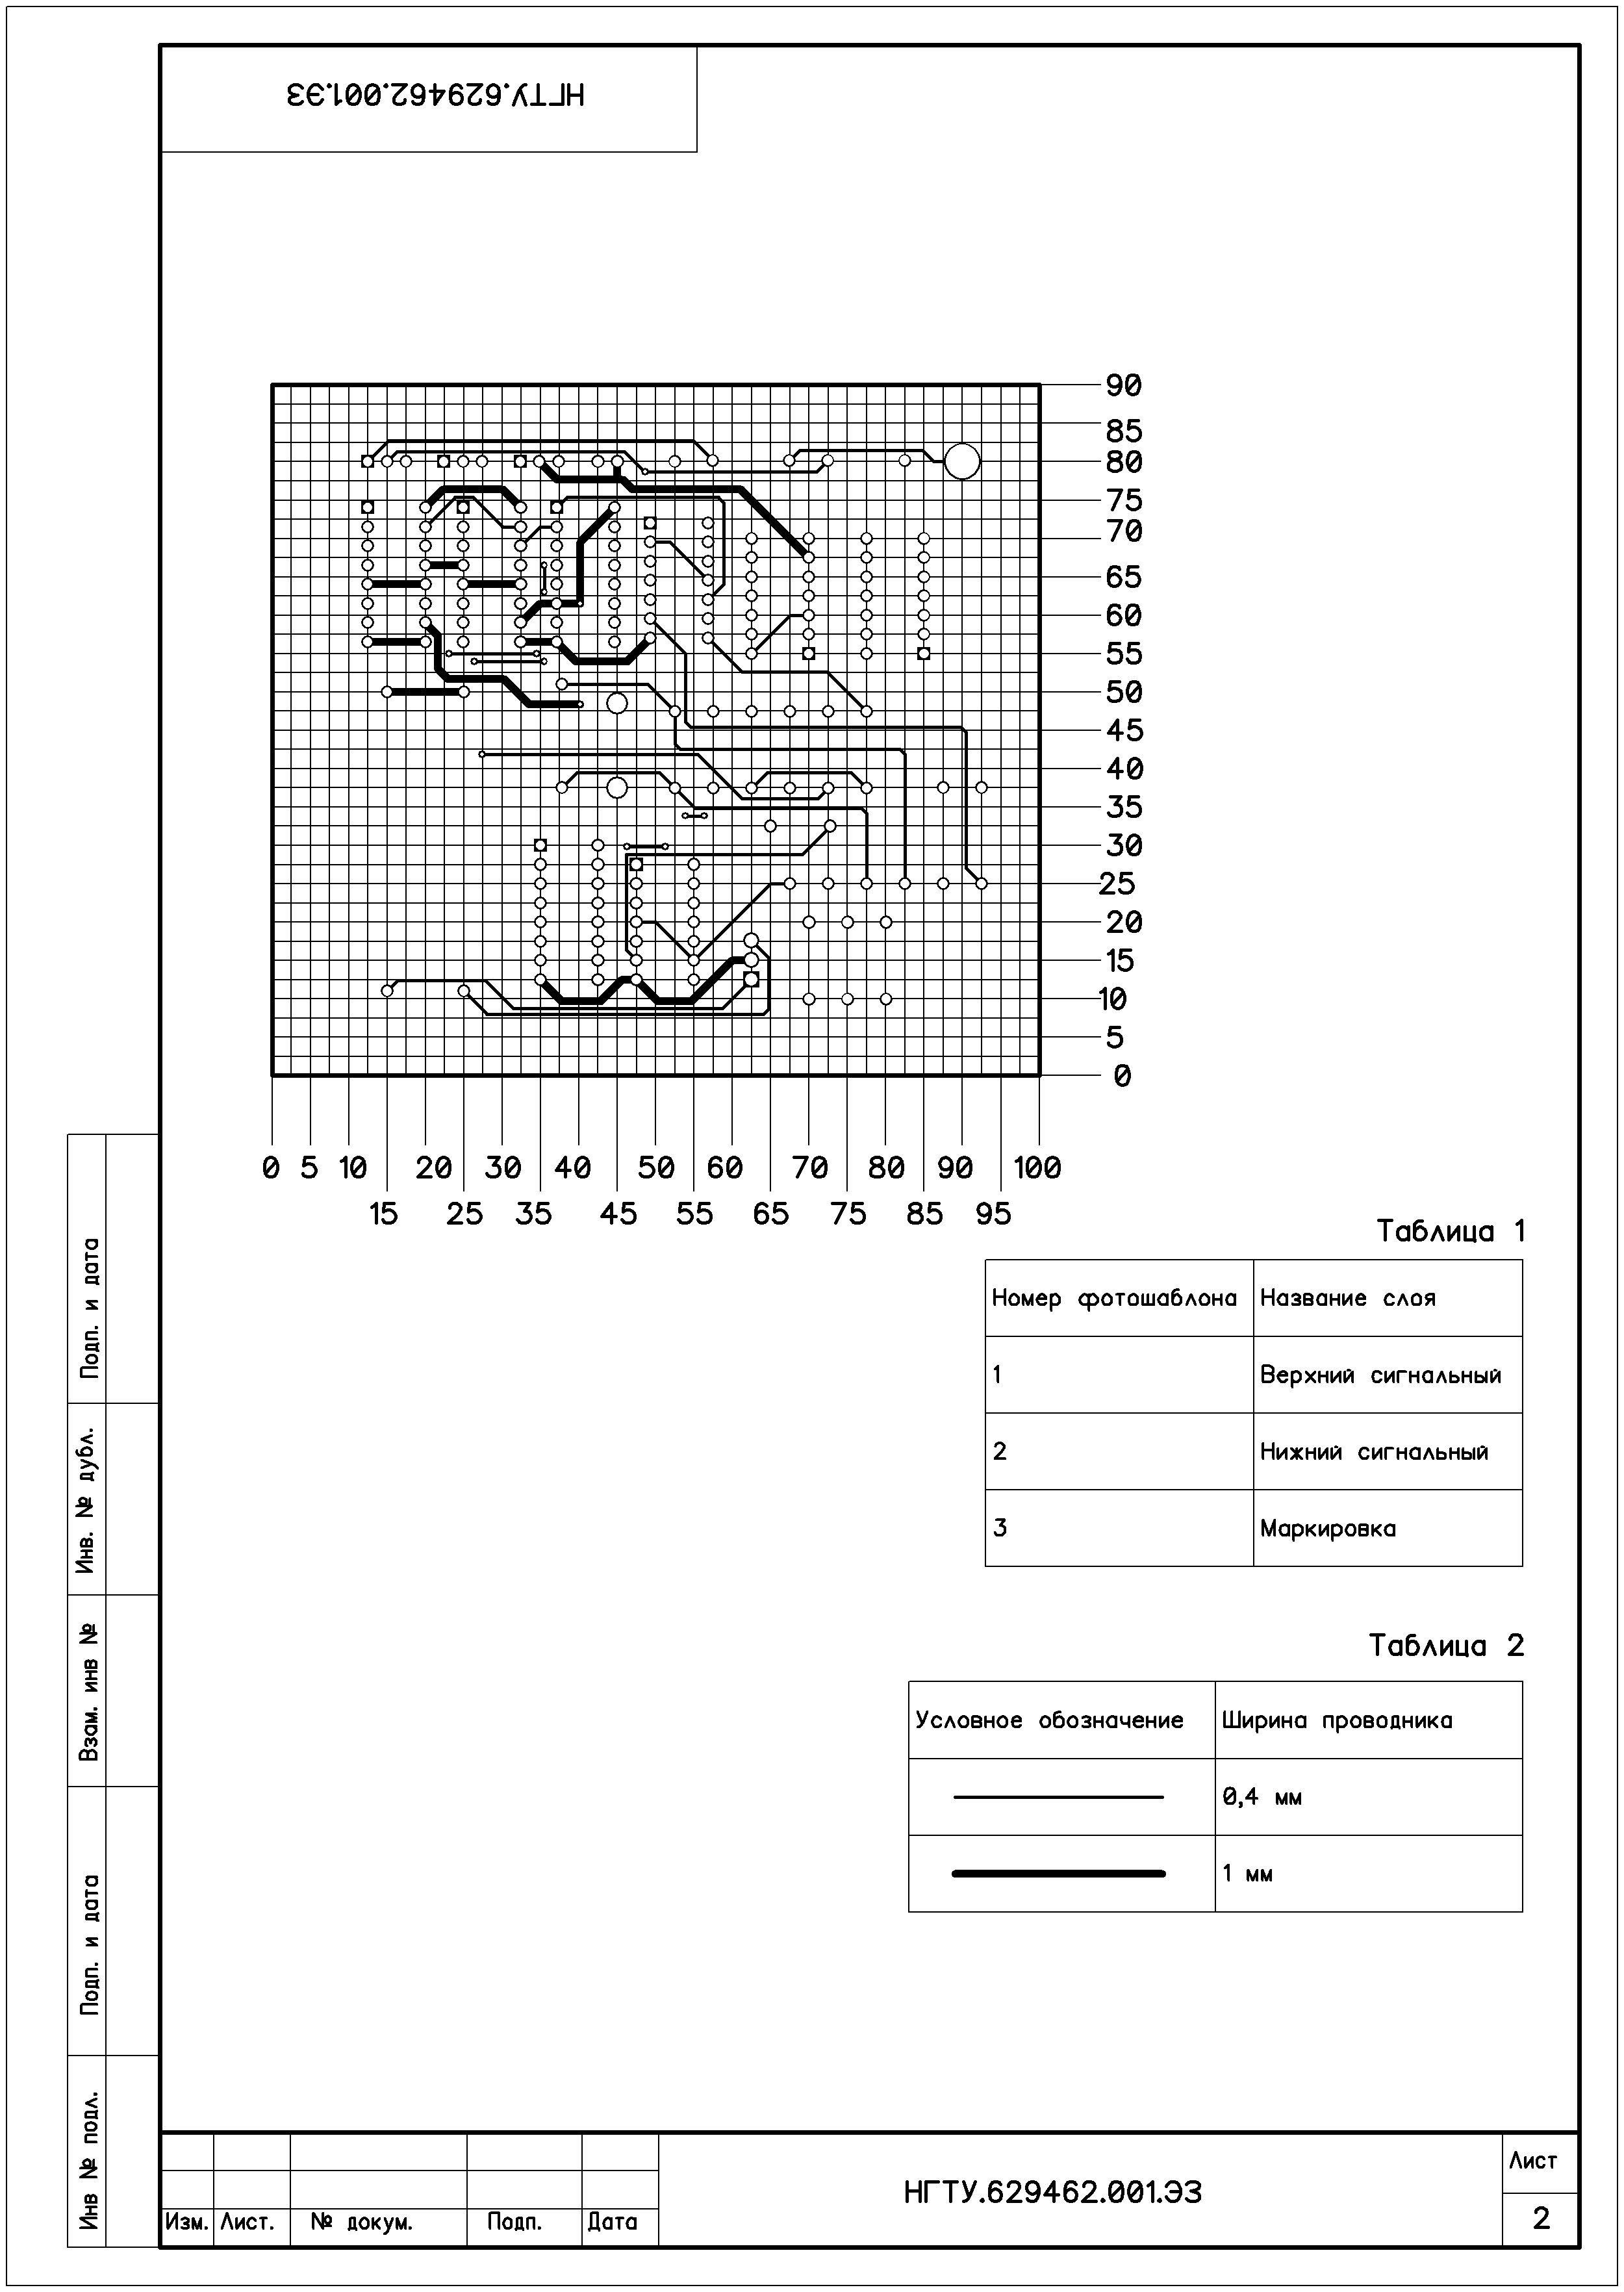 НГТУ.629462.001.ЭЗ
90
85
80
75
70
65
60
55
50
45
40
35
30
25
20
15
10
5
0
0 5 10 20 30 40 50 60 70 80 90 100
15 25 35 45 55 65 75 85 95
Таблица 1
Номер фотошаблона Название слоя
1 Верхний сигнальный
2 Нижний сигнальный
3 Маркировка
Таблица 2
Условное обозначение Ширина проводника
0,4 мм
1 мм
Подп. и дата
Инв. № дубл.
Взам. инв №
Подп. и дата
Инв № подл.
Изм. Лист. № докум. Подп. Дата
НГТУ.629462.001.ЭЗ
Лист
2